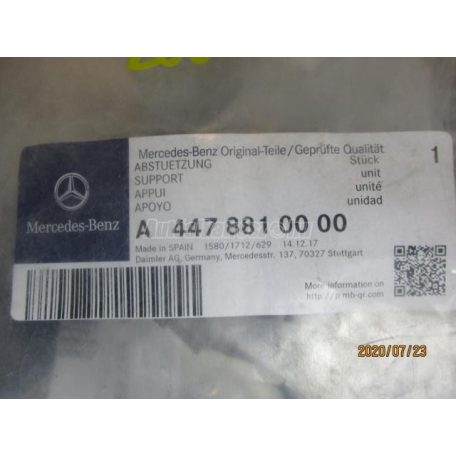 Mercedes-Benz Original-Teile/Geprüfte Qualität
ABSTUETZUNG Stück 1
SUPPORT unit
APPUI unité
APOYO unidad
Mercedes-Benz
A 447 881 00 00
Made in SPAIN 1580/1712/629 14.12.17
Daimler AG, Germany, Mercedesstr. 137, 70327 Stuttgart
More information on
http://p.mb-qr.com
2020/07/23